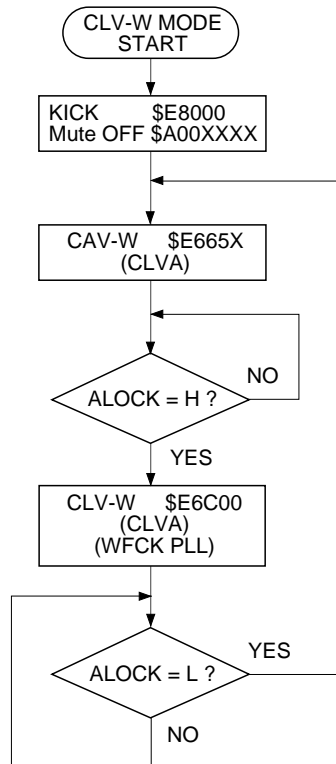 CLV-W MODE
START
KICK $E8000
Mute OFF $A00XXXX
CAV-W $E665X
(CLVA)
NO
ALOCK = H ?
YES
CLV-W $E6C00
(CLVA)
(WFCK PLL)
YES
ALOCK = L ?
NO